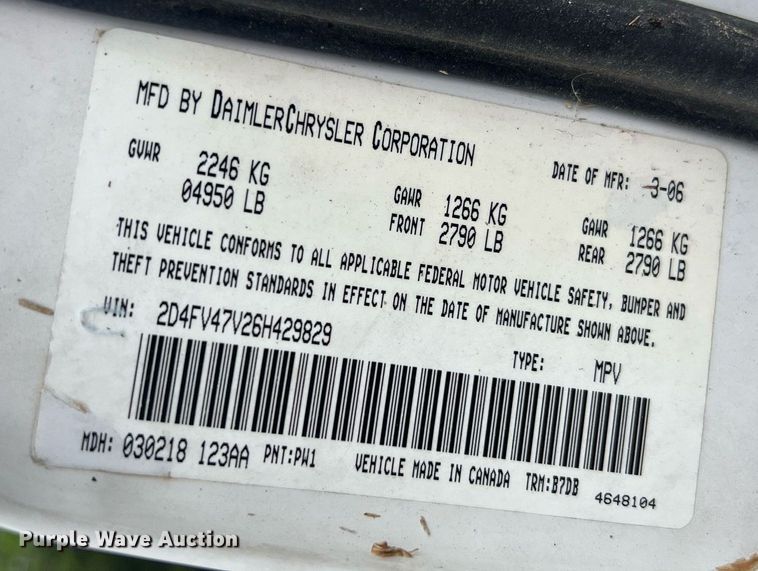 MFD BY DAIMLERCHRYSLER CORPORATION
DATE OF MFR: 3-06
GVWR 2246 KG
04950 LB
GAWR 1266 KG
FRONT 2790 LB
GAWR 1266 KG
REAR 2790 LB
THIS VEHICLE CONFORMS TO ALL APPLICABLE FEDERAL MOTOR VEHICLE SAFETY, BUMPER AND
THEFT PREVENTION STANDARDS IN EFFECT ON THE DATE OF MANUFACTURE SHOWN ABOVE.
VIN: 2D4FV47V26H429829
TYPE: MPV
MDH: 030218 123AA PNT:PW1 VEHICLE MADE IN CANADA TRM:B7DB 4648104
Purple Wave Auction